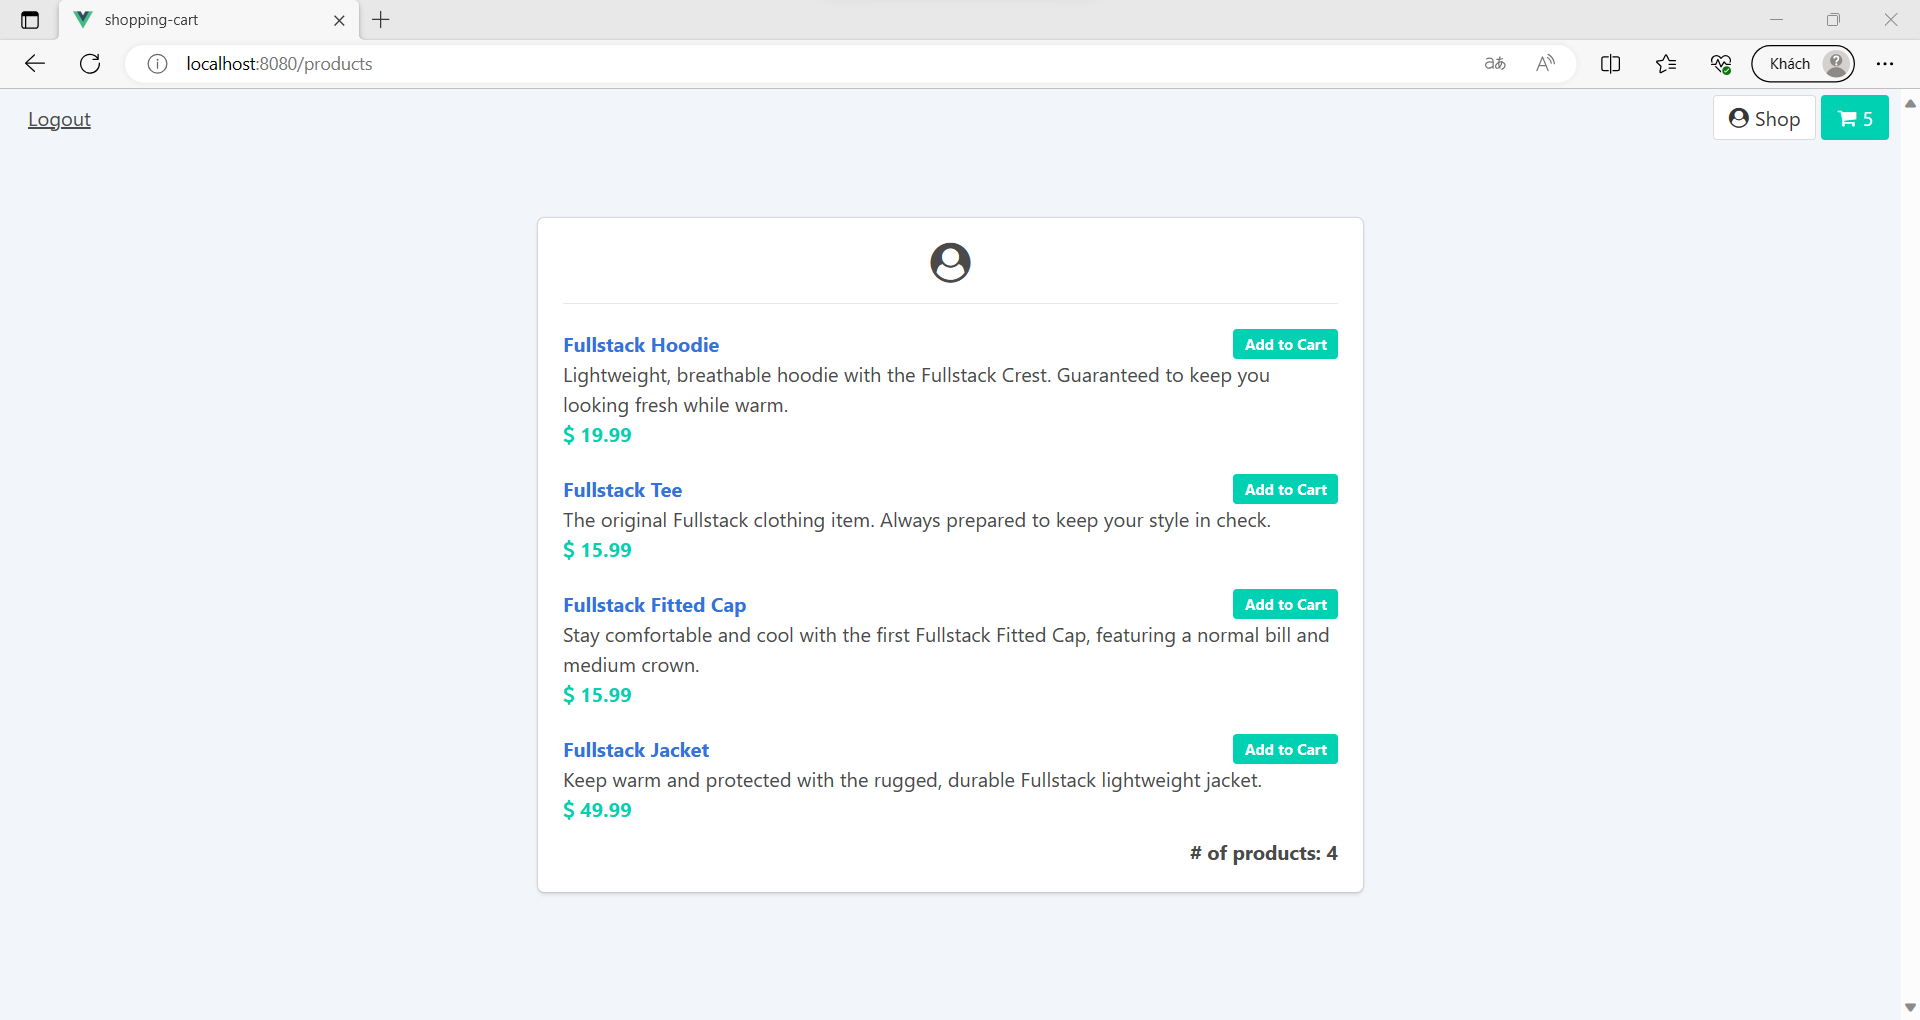 shopping-cart
localhost:8080/products
aあ
A
Khách
Logout
Shop
5
Fullstack Hoodie
Add to Cart
Lightweight, breathable hoodie with the Fullstack Crest. Guaranteed to keep you
looking fresh while warm.
$ 19.99
Fullstack Tee
Add to Cart
The original Fullstack clothing item. Always prepared to keep your style in check.
$ 15.99
Fullstack Fitted Cap
Add to Cart
Stay comfortable and cool with the first Fullstack Fitted Cap, featuring a normal bill and
medium crown.
$ 15.99
Fullstack Jacket
Add to Cart
Keep warm and protected with the rugged, durable Fullstack lightweight jacket.
$ 49.99
# of products: 4